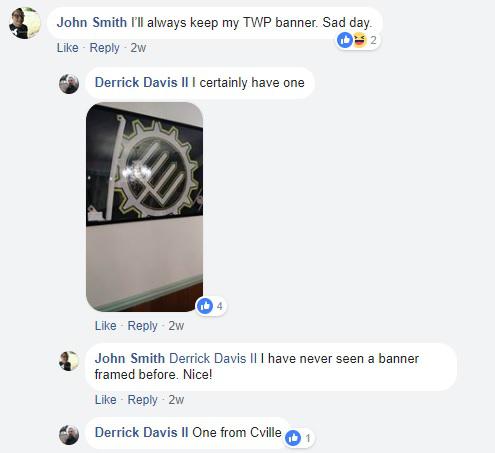 John Smith I'll always keep my TWP banner. Sad day.
2
Like · Reply · 2w
Derrick Davis II I certainly have one
4
Like · Reply · 2w
John Smith Derrick Davis II I have never seen a banner
framed before. Nice!
Like · Reply · 2w
Derrick Davis II One from Cville
1